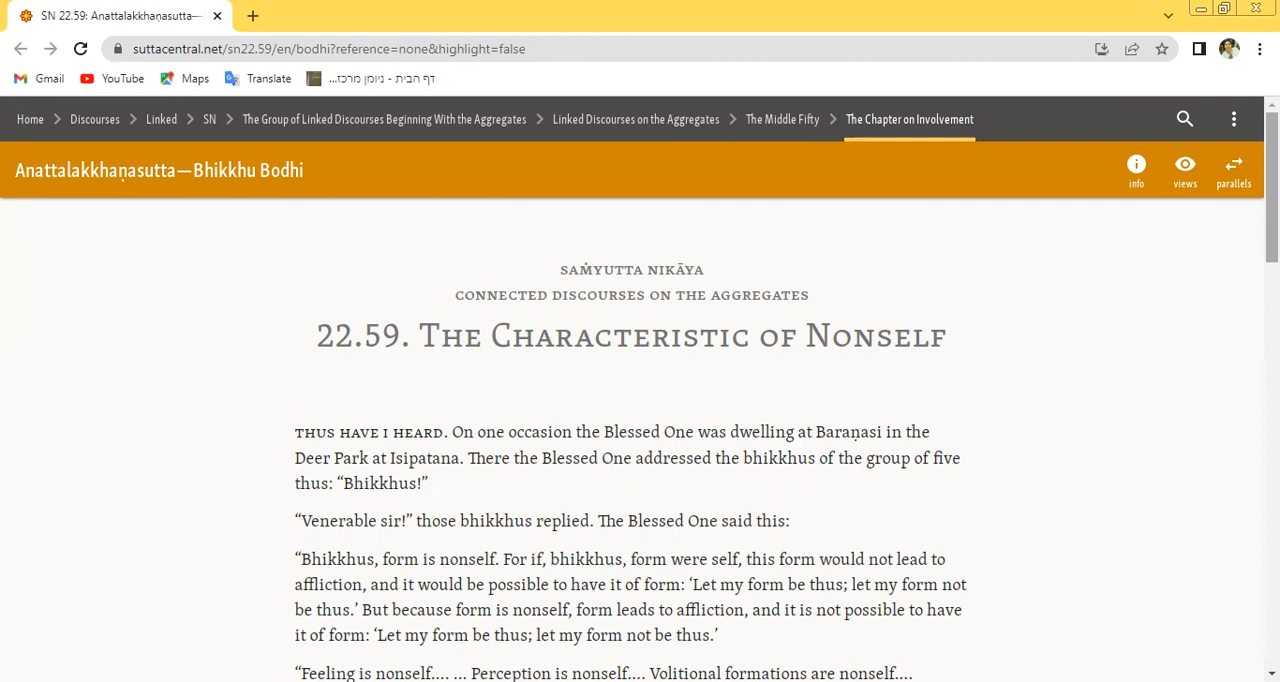 SN 22.59: Anattalakkhaṇasutta—
suttacentral.net/sn22.59/en/bodhi?reference=none&highlight=false
Gmail YouTube Maps Translate דף הבית - ניומן מרכז...
Home Discourses Linked SN The Group of Linked Discourses Beginning With the Aggregates Linked Discourses on the Aggregates The Middle Fifty The Chapter on Involvement
Anattalakkhaṇasutta—Bhikkhu Bodhi
info views parallels
SAṀYUTTA NIKĀYA
CONNECTED DISCOURSES ON THE AGGREGATES
22.59. The Characteristic of Nonself
THUS HAVE I HEARD. On one occasion the Blessed One was dwelling at Baraṇasi in the
Deer Park at Isipatana. There the Blessed One addressed the bhikkhus of the group of five
thus: “Bhikkhus!”
“Venerable sir!” those bhikkhus replied. The Blessed One said this:
“Bhikkhus, form is nonself. For if, bhikkhus, form were self, this form would not lead to
affliction, and it would be possible to have it of form: ‘Let my form be thus; let my form not
be thus.’ But because form is nonself, form leads to affliction, and it is not possible to have
it of form: ‘Let my form be thus; let my form not be thus.’
“Feeling is nonself.… … Perception is nonself.… Volitional formations are nonself.…